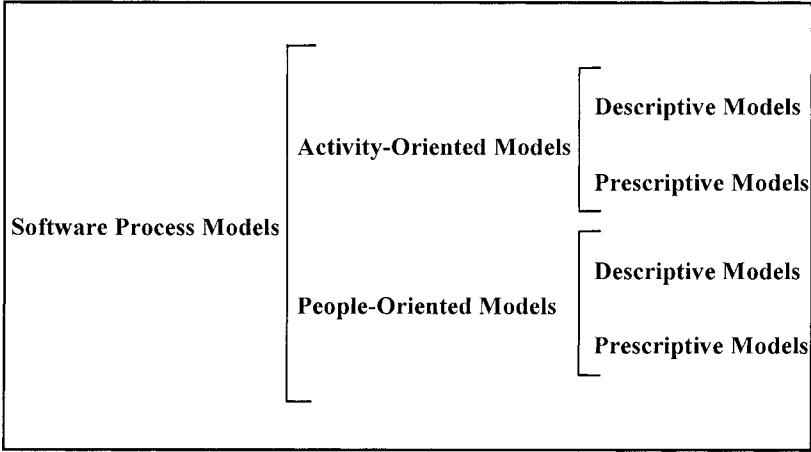 Descriptive Models
Activity-Oriented Models
Prescriptive Models
Software Process Models
Descriptive Models
People-Oriented Models
Prescriptive Models